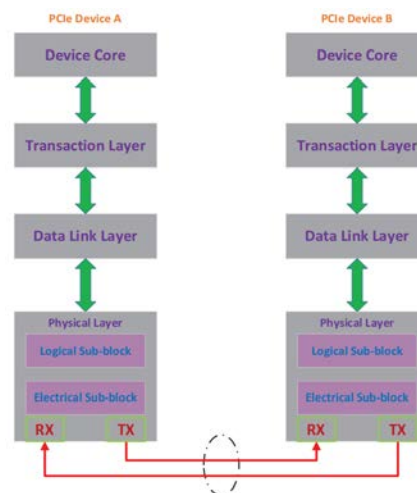 PCIe Device A
Device Core
Transaction Layer
Data Link Layer
Physical Layer
Logical Sub-block
Electrical Sub-block
RX
TX
PCIe Device B
Device Core
Transaction Layer
Data Link Layer
Physical Layer
Logical Sub-block
Electrical Sub-block
RX
TX